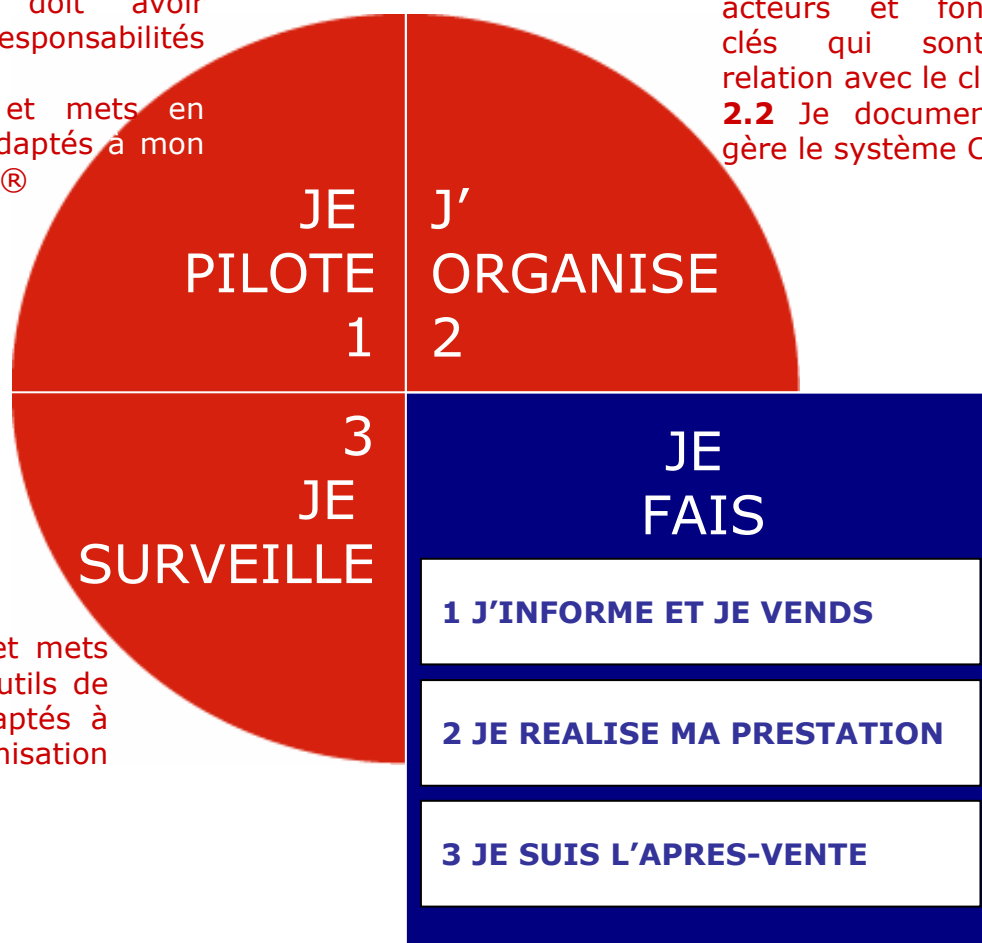 doit avoir
esponsabilités
et mets en
daptés à mon
®
acteurs et fon
clés qui sont
relation avec le cl
2.2 Je documen
gère le système C
JE
PILOTE
1
J’
ORGANISE
2
3
JE
SURVEILLE
et mets
utils de
aptés à
nisation
JE
FAIS
1 J’INFORME ET JE VENDS
2 JE REALISE MA PRESTATION
3 JE SUIS L’APRES-VENTE